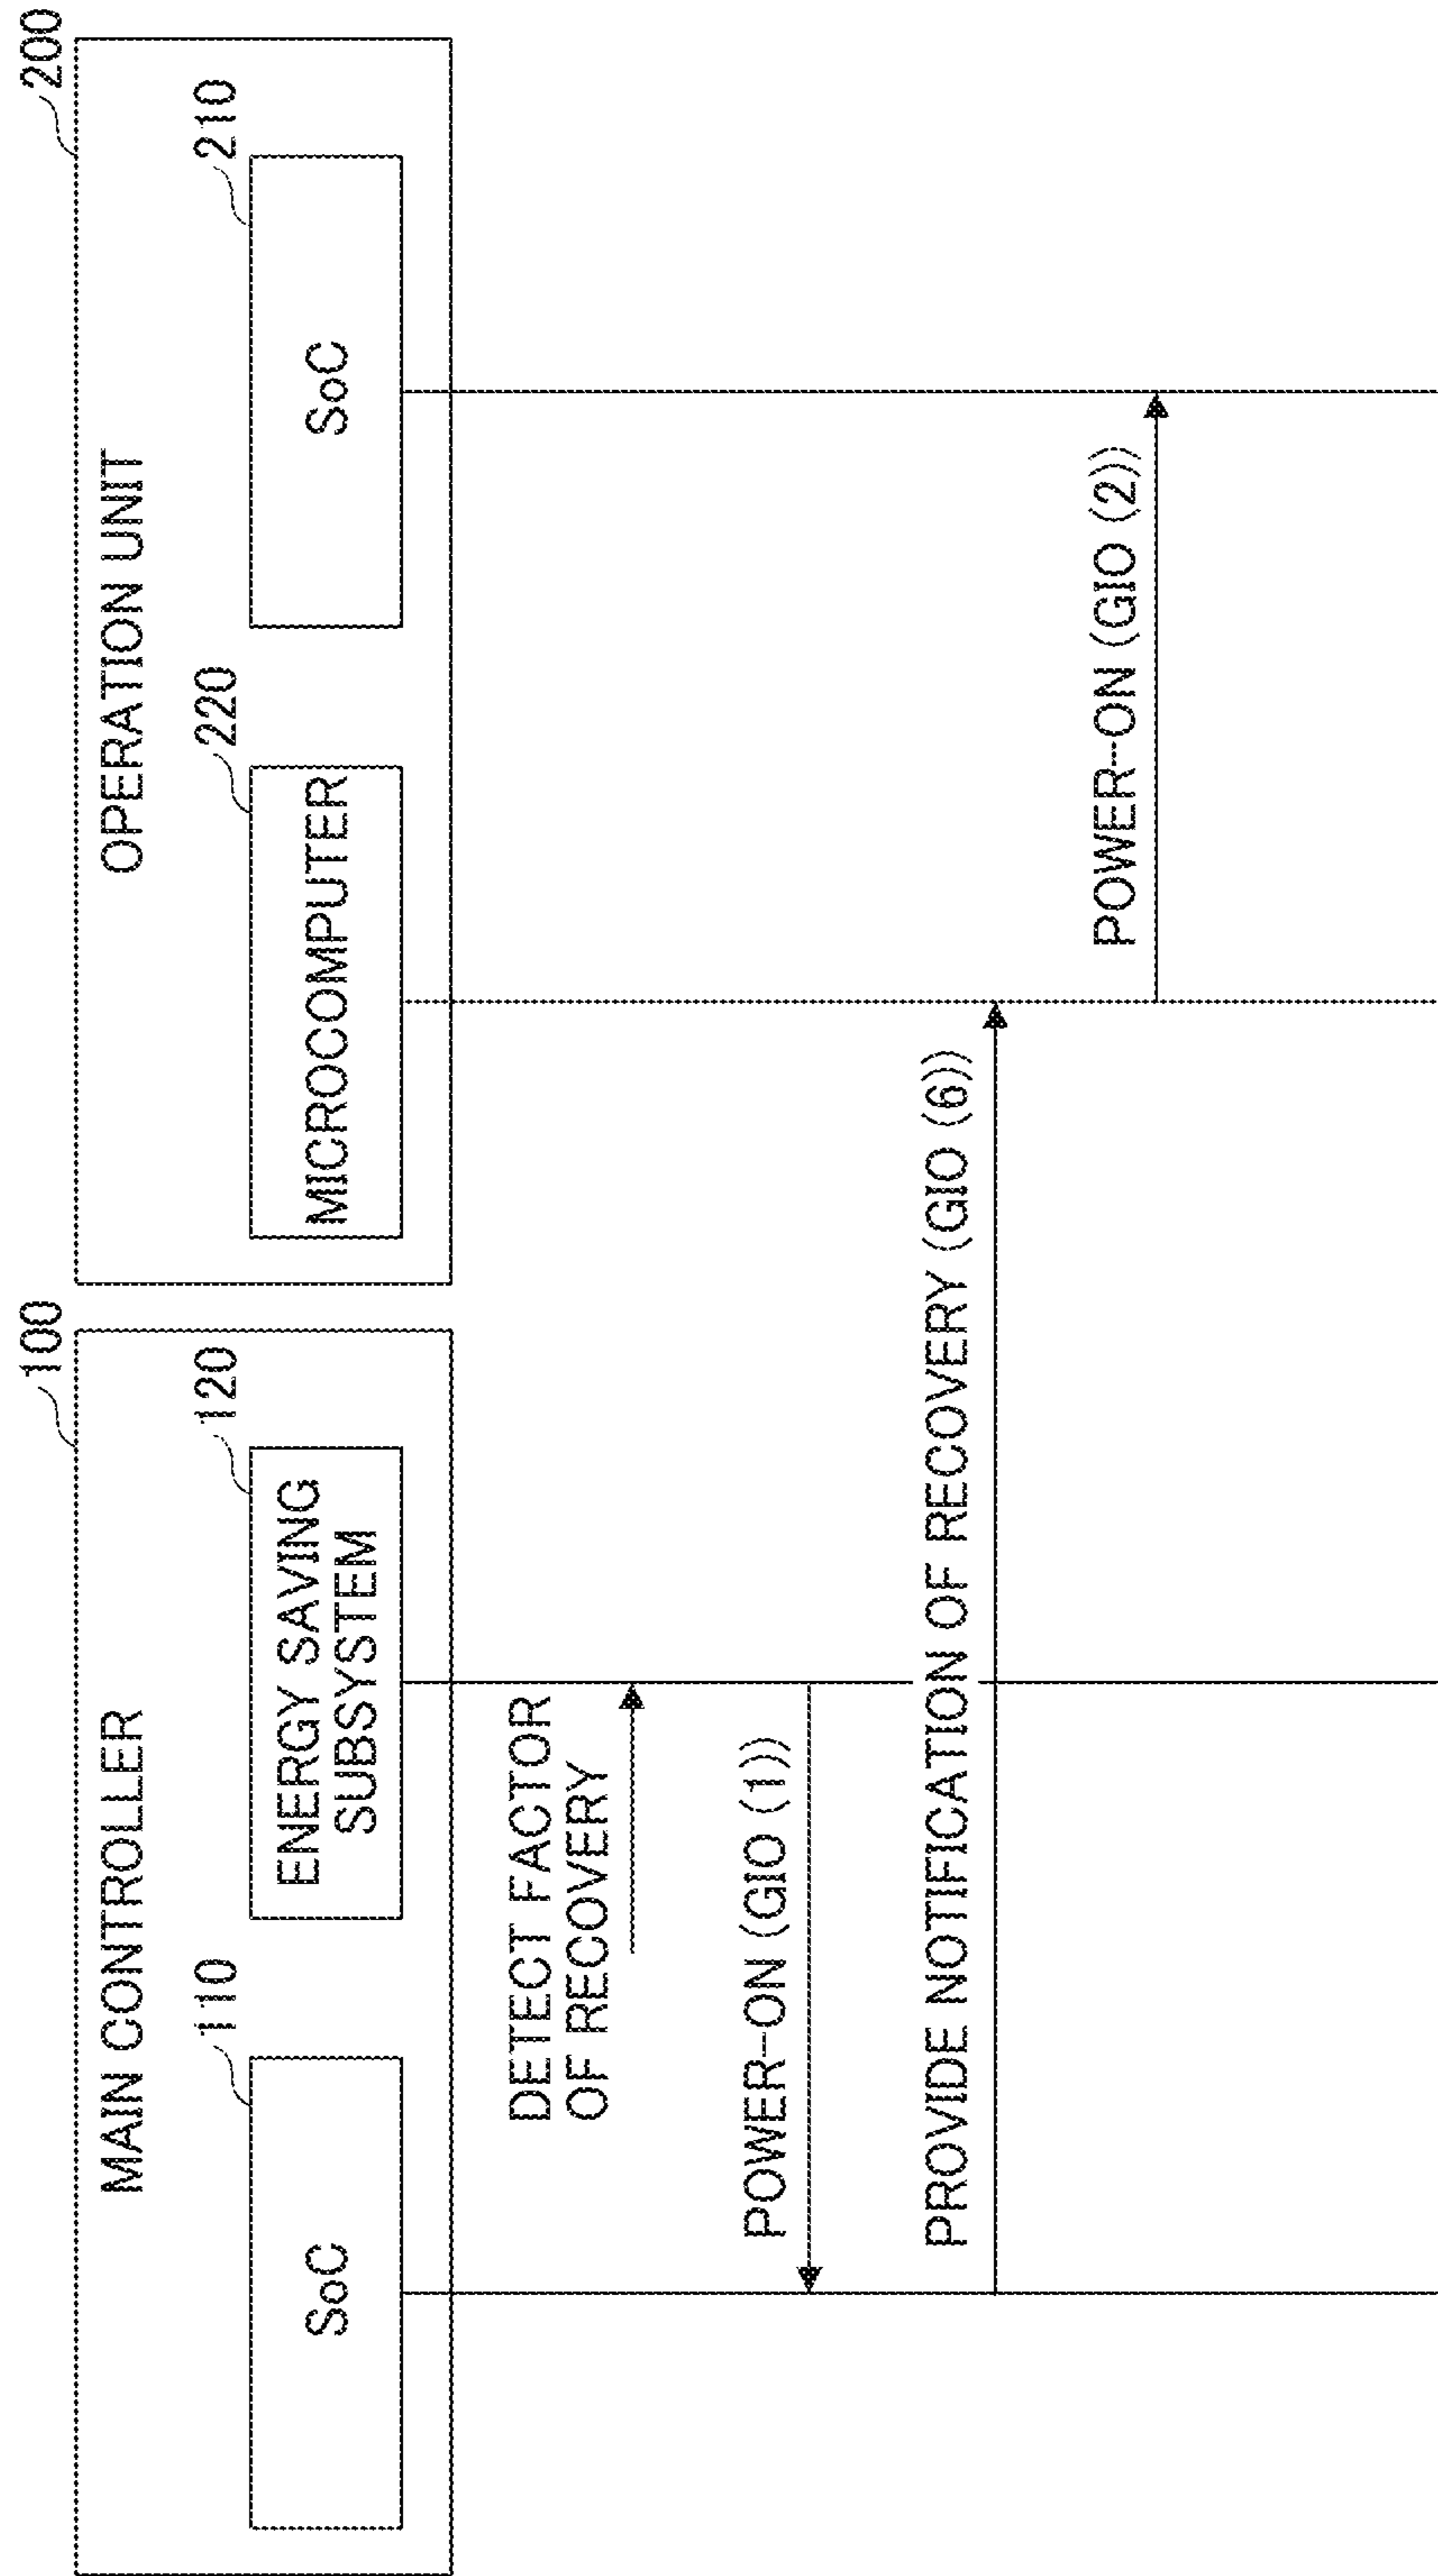 MAIN CONTROLLER
100
SoC
110
ENERGY SAVING
SUBSYSTEM
120
OPERATION UNIT
200
MICROCOMPUTER
220
SoC
210
DETECT FACTOR
OF RECOVERY
POWER-ON (GIO (1))
PROVIDE NOTIFICATION OF RECOVERY (GIO (6))
POWER-ON (GIO (2))